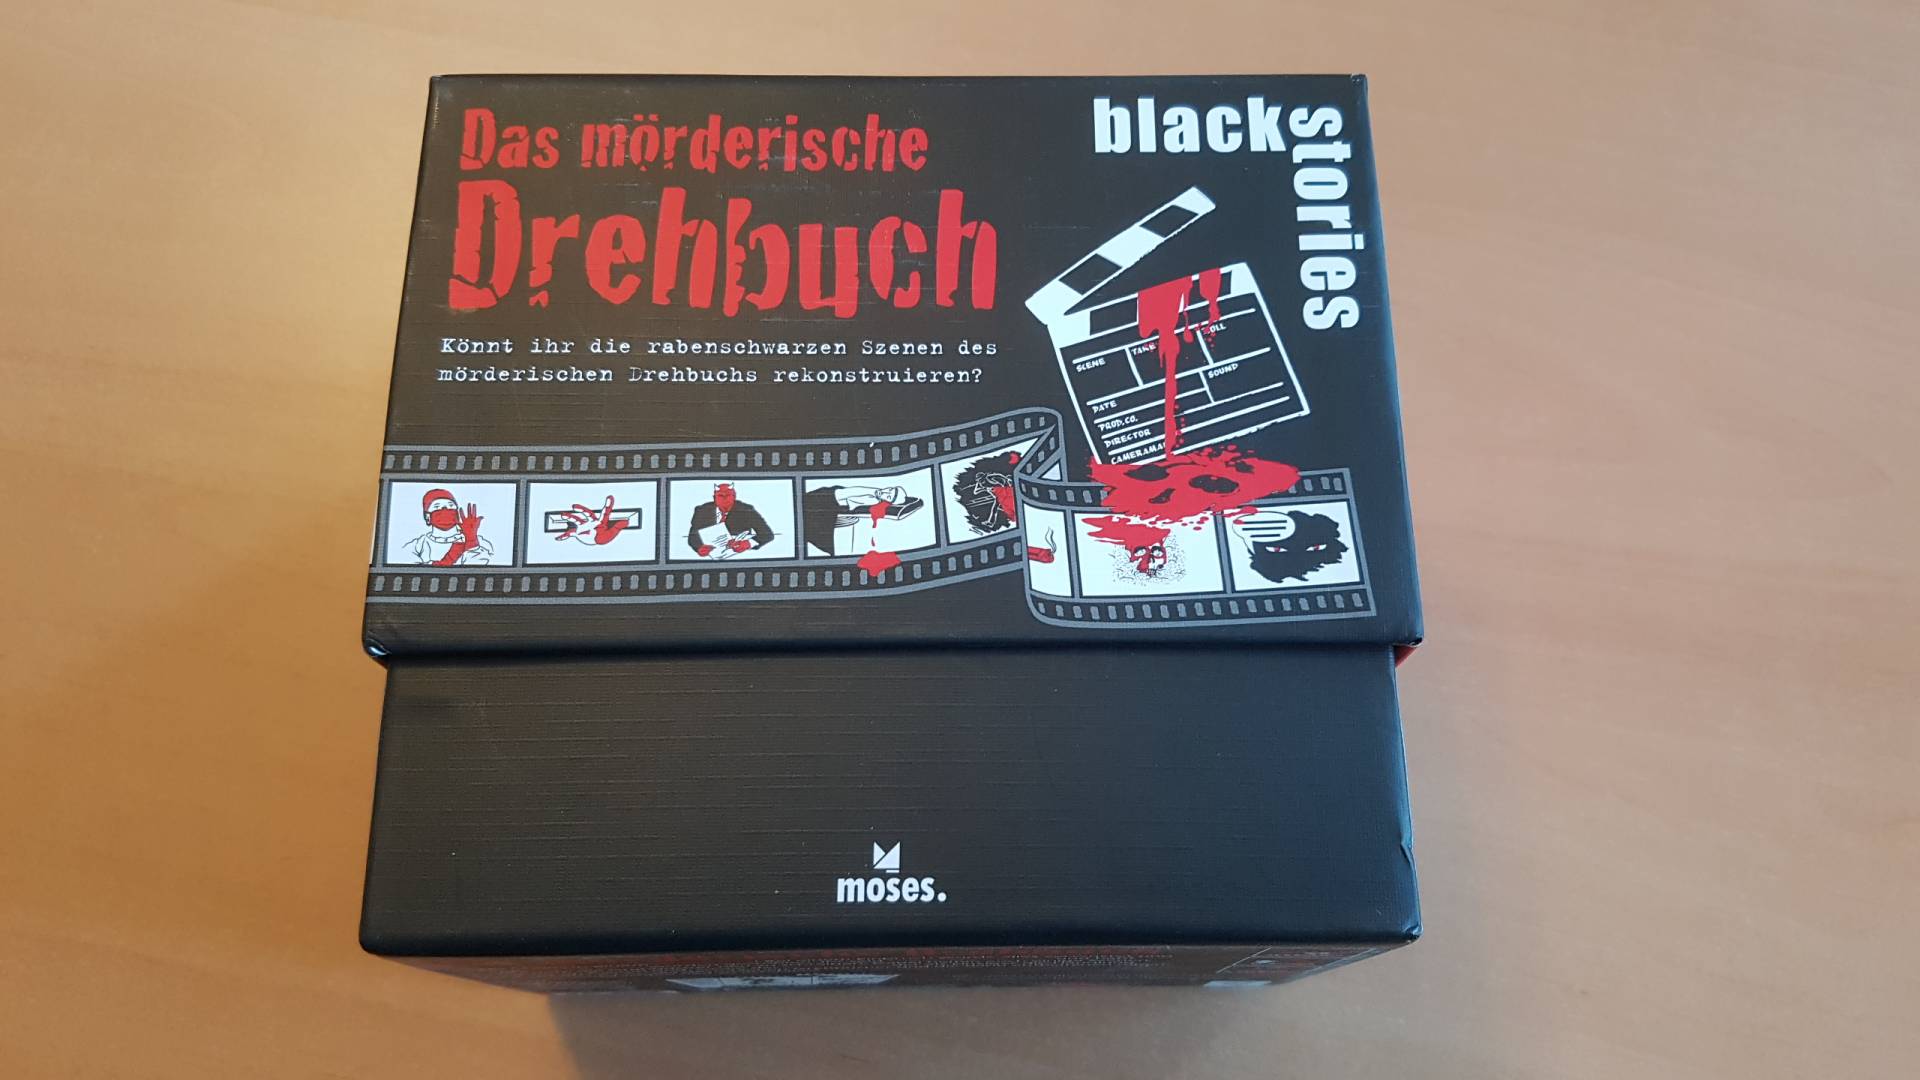 Das mörderische
Drehbuch
Könnt ihr die rabenschwarzen Szenen des
mörderischen Drehbuchs rekonstruieren?
black
stories
SCENE
TAKE
SOUND
DATE
PROD.CO.
DIRECTOR
moses.